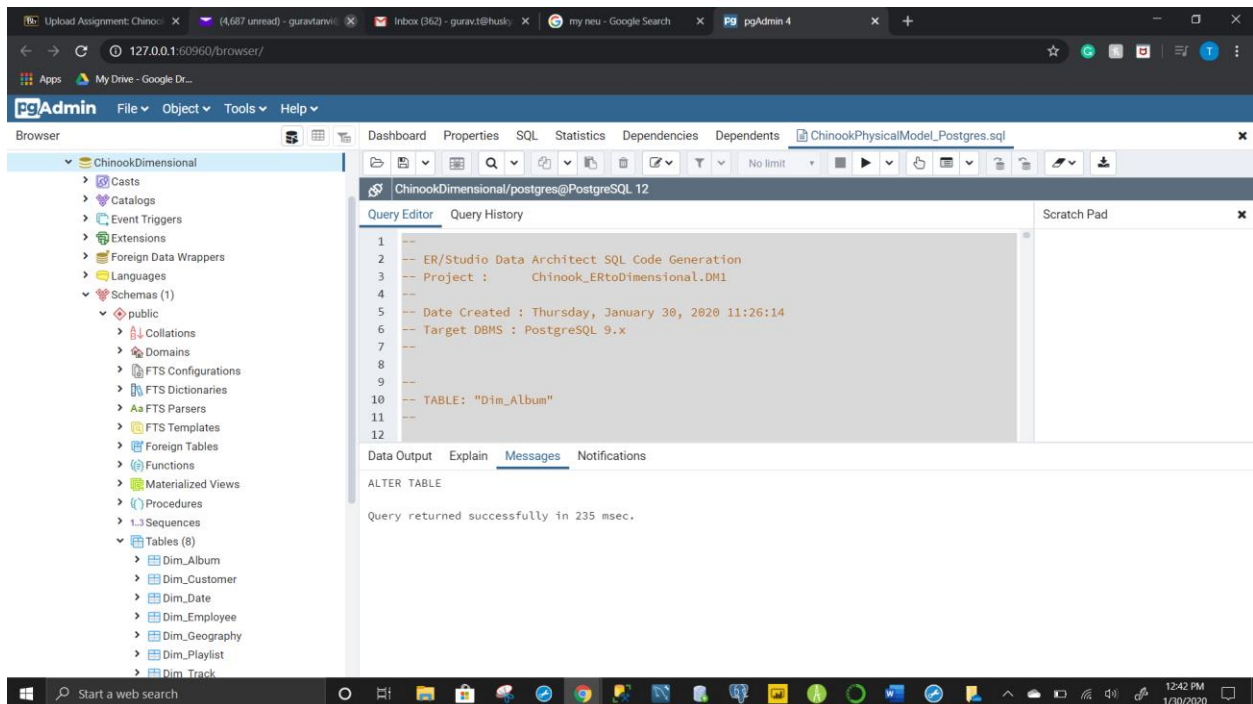 Upload Assignment: Chinoo
(4,687 unread) - guravtanvi
Inbox (362) - gurav.t@husky
my neu - Google Search
pgAdmin 4
127.0.0.1:60960/browser/
Apps My Drive - Google Dr...
pgAdmin File Object Tools Help
Browser
ChinookDimensional
Casts
Catalogs
Event Triggers
Extensions
Foreign Data Wrappers
Languages
Schemas (1)
public
Collations
Domains
FTS Configurations
FTS Dictionaries
FTS Parsers
FTS Templates
Foreign Tables
Functions
Materialized Views
Procedures
Sequences
Tables (8)
Dim_Album
Dim_Customer
Dim_Date
Dim_Employee
Dim_Geography
Dim_Playlist
Dim_Track
Dashboard Properties SQL Statistics Dependencies Dependents ChinookPhysicalModel_Postgres.sql
No limit
ChinookDimensional/postgres@PostgreSQL 12
Query Editor Query History
Scratch Pad
1 --
2 -- ER/Studio Data Architect SQL Code Generation
3 -- Project : Chinook_ERtoDimensional.DM1
4 --
5 -- Date Created : Thursday, January 30, 2020 11:26:14
6 -- Target DBMS : PostgreSQL 9.x
7 --
8
9 --
10 -- TABLE: "Dim_Album"
11 --
12
Data Output Explain Messages Notifications
ALTER TABLE
Query returned successfully in 235 msec.
Start a web search
12:42 PM
1/30/2020